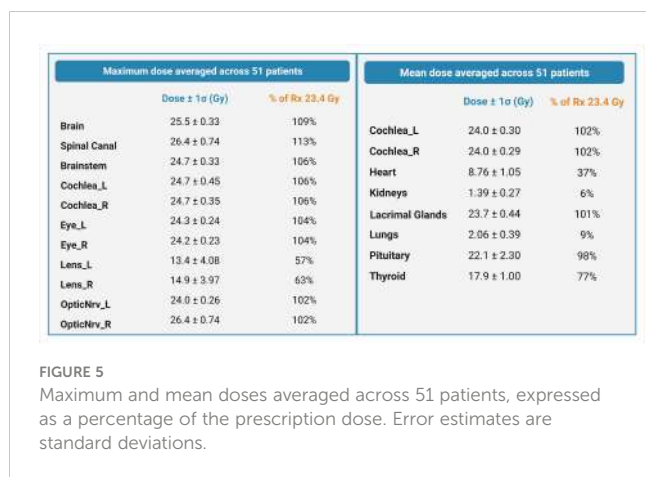 Maximum dose averaged across 51 patients
Dose ± 1σ (Gy) % of Rx 23.4 Gy
Brain 25.5 ± 0.33 109%
Spinal Canal 26.4 ± 0.74 113%
Brainstem 24.7 ± 0.33 106%
Cochlea_L 24.7 ± 0.45 106%
Cochlea_R 24.7 ± 0.35 106%
Eye_L 24.3 ± 0.24 104%
Eye_R 24.2 ± 0.23 104%
Lens_L 13.4 ± 4.08 57%
Lens_R 14.9 ± 3.97 63%
OpticNrv_L 24.0 ± 0.26 102%
OpticNrv_R 26.4 ± 0.74 102%
Mean dose averaged across 51 patients
Dose ± 1σ (Gy) % of Rx 23.4 Gy
Cochlea_L 24.0 ± 0.30 102%
Cochlea_R 24.0 ± 0.29 102%
Heart 8.76 ± 1.05 37%
Kidneys 1.39 ± 0.27 6%
Lacrimal Glands 23.7 ± 0.44 101%
Lungs 2.06 ± 0.39 9%
Pituitary 22.1 ± 2.30 98%
Thyroid 17.9 ± 1.00 77%
FIGURE 5
Maximum and mean doses averaged across 51 patients, expressed
as a percentage of the prescription dose. Error estimates are
standard deviations.